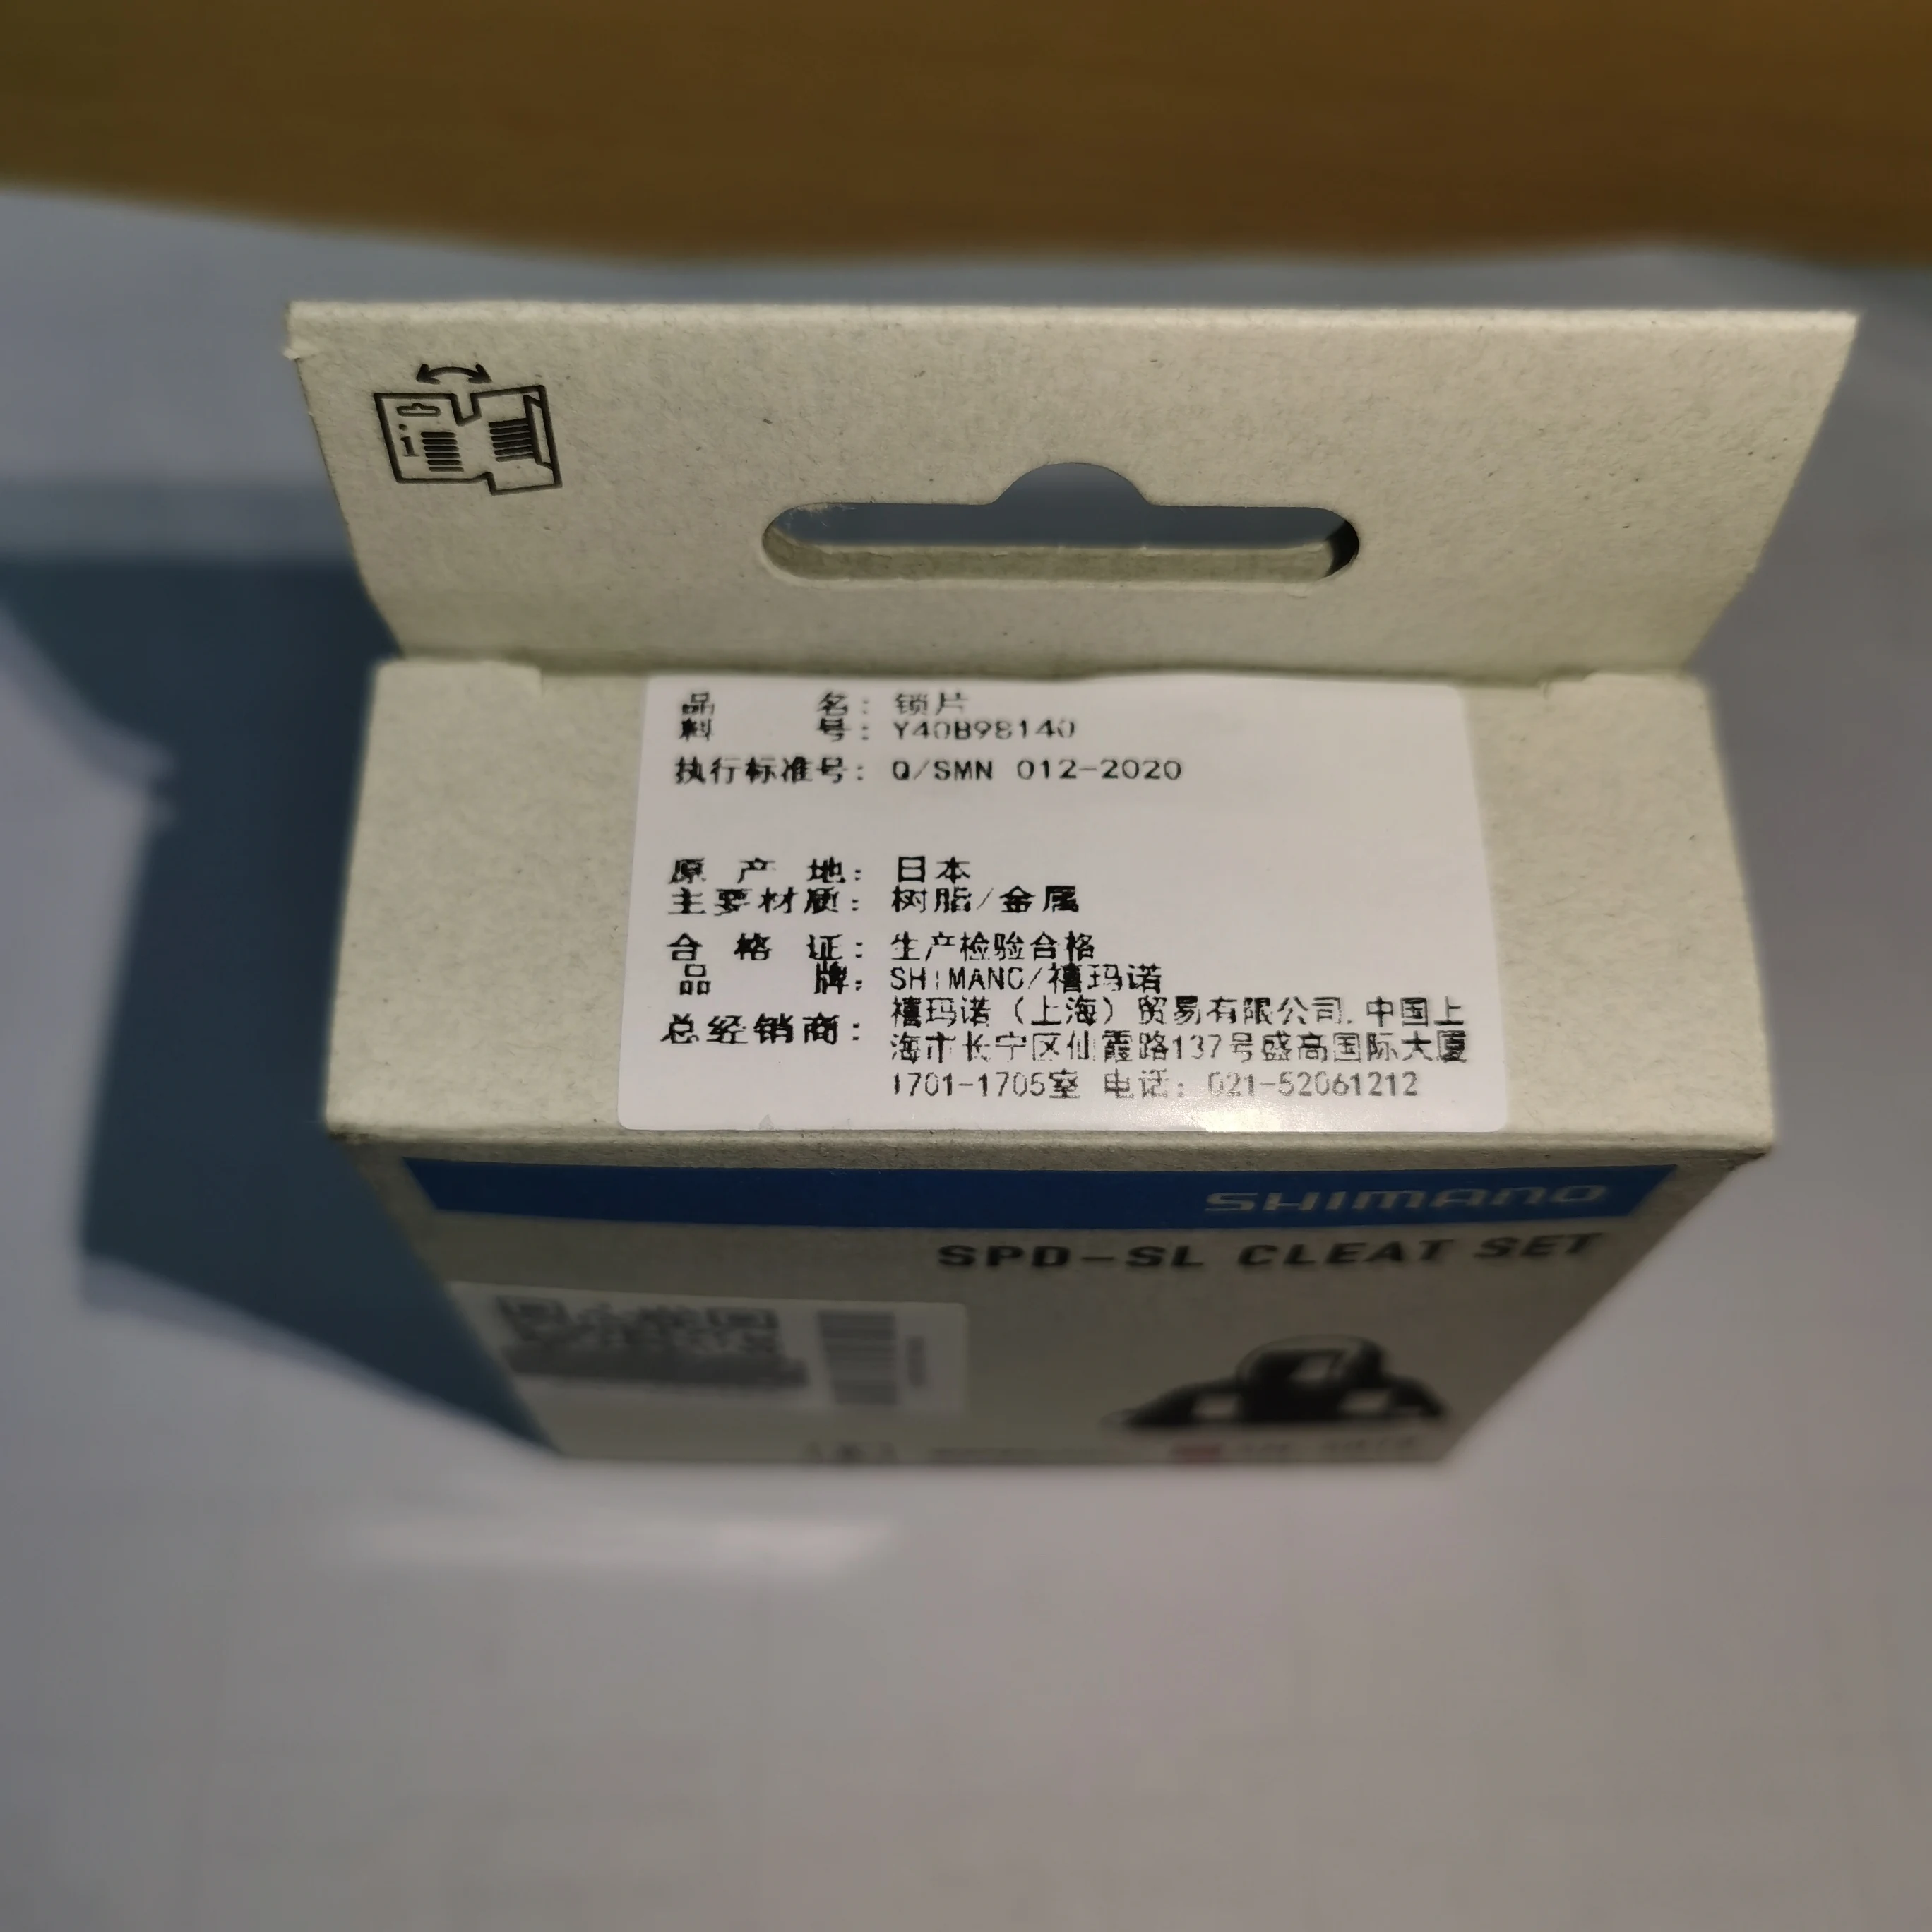 品名：锁片
料号：Y40B98140
执行标准号：Q/SMN 012-2020
原产地：日本
主要材质：树脂/金属
合格证：生产检验合格
品牌：SHIMANO/禧玛诺
总经销商：禧玛诺（上海）贸易有限公司.中国上
海市长宁区仙霞路137号盛高国际大厦
1701-1705室 电话：021-52061212
SHIMANO
SPD-SL CLEAT SET